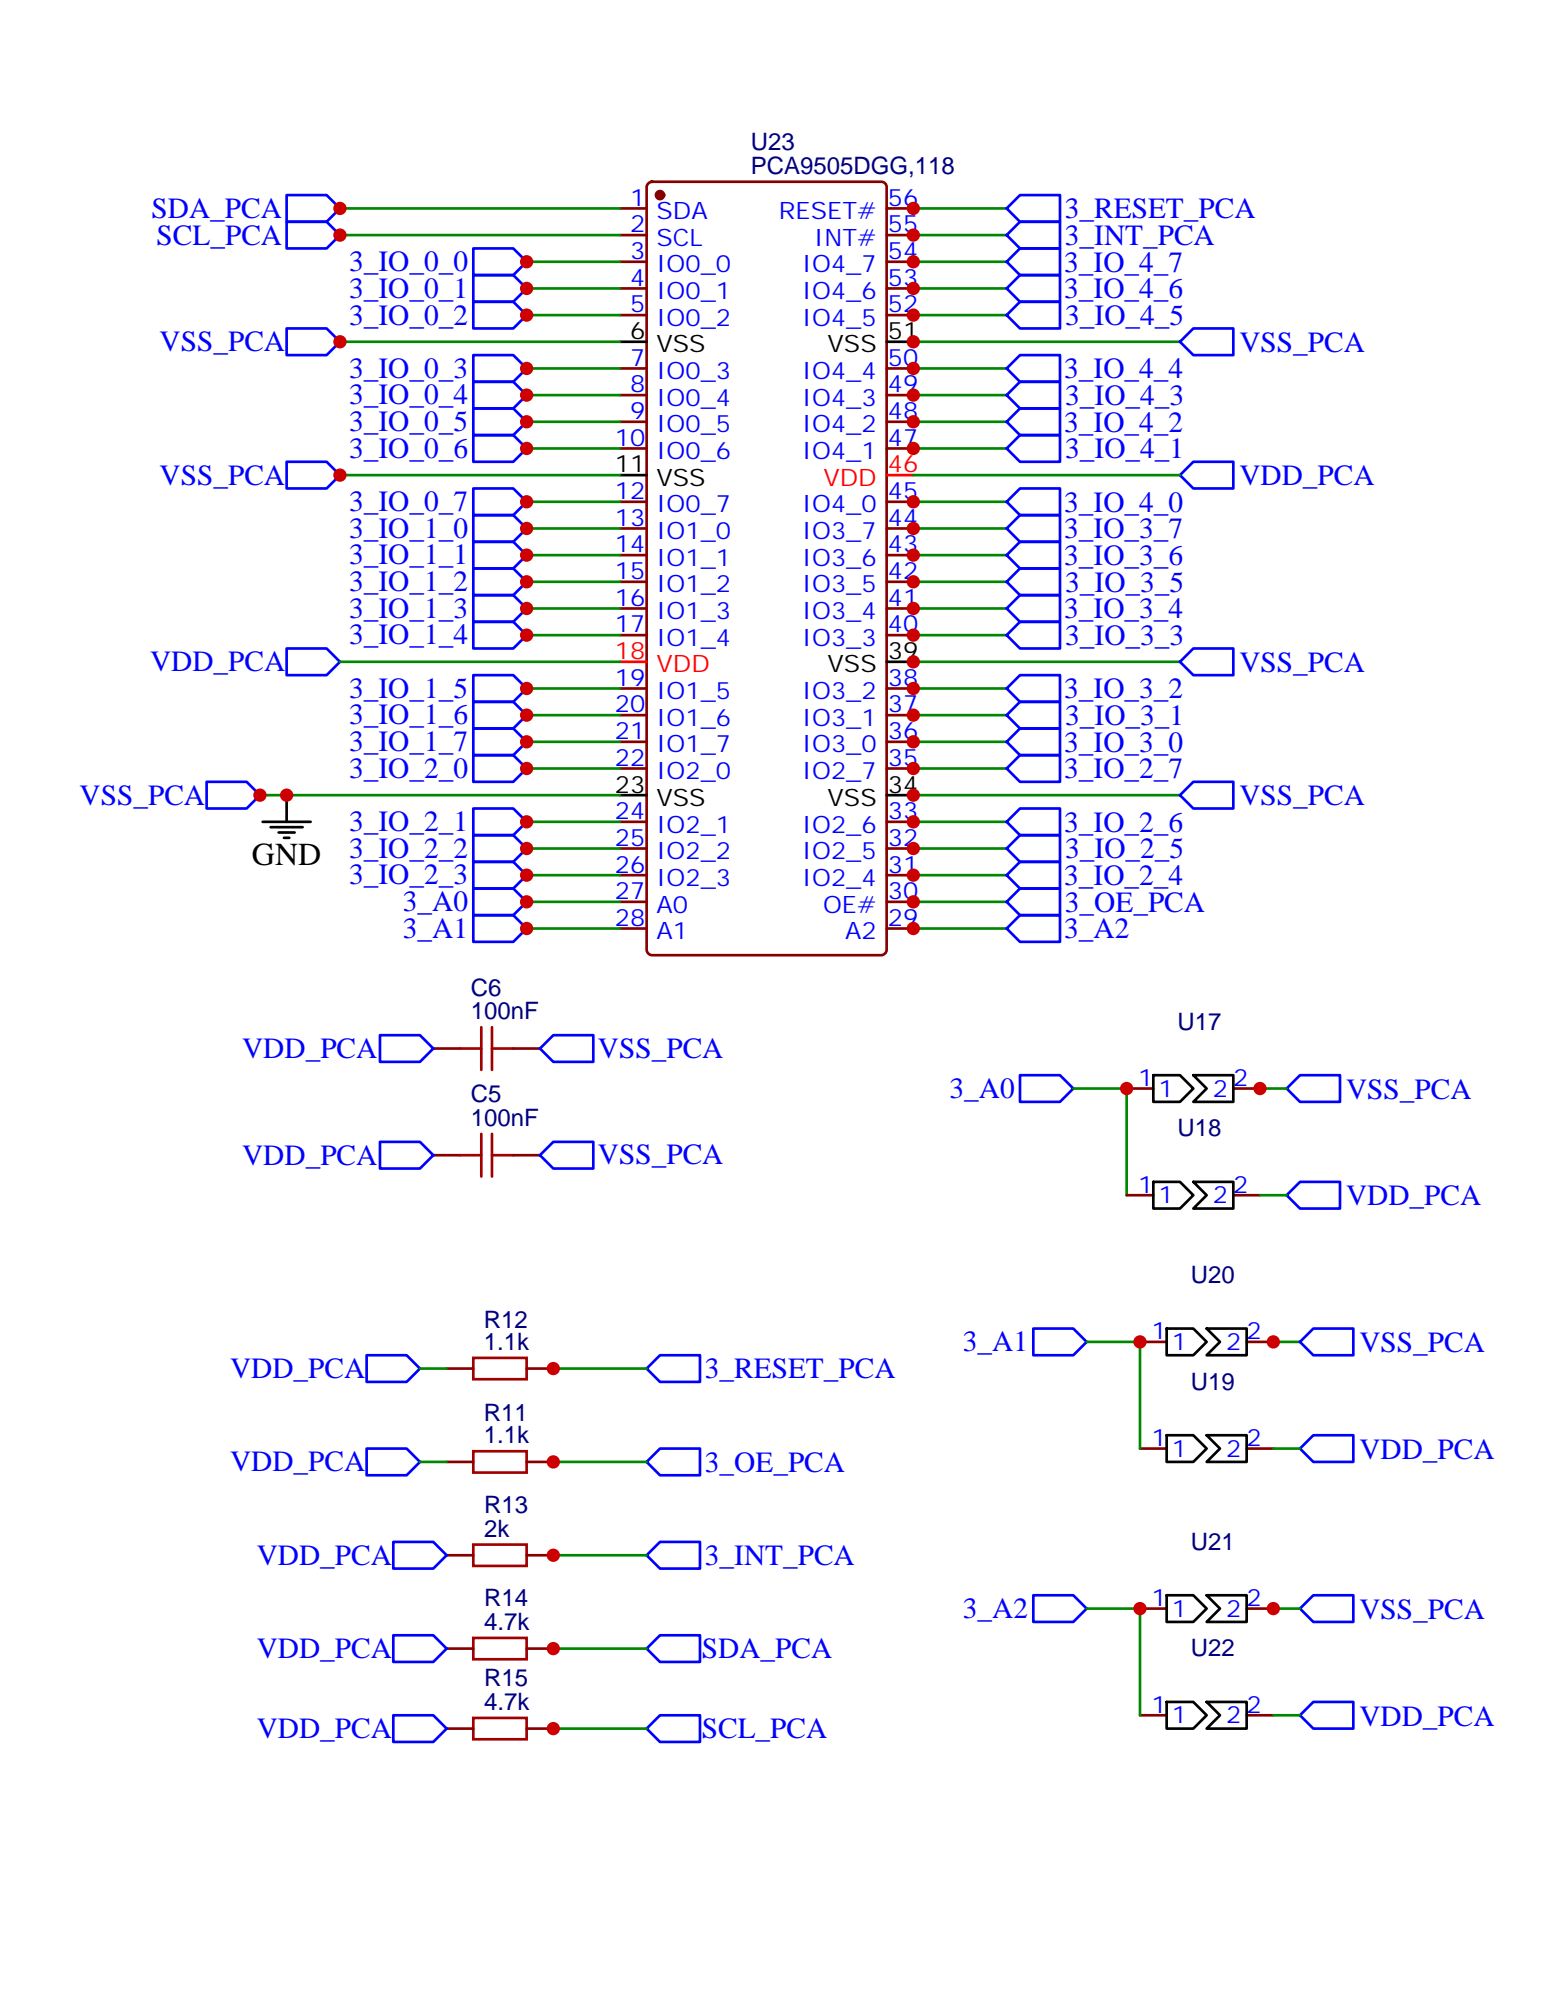 U23
PCA9505DGG,118
SDA_PCA 1 SDA RESET# 56 3_RESET_PCA
SCL_PCA 2 SCL INT# 55 3_INT_PCA
3_IO_0_0 3 IO0_0 IO4_7 54 3_IO_4_7
3_IO_0_1 4 IO0_1 IO4_6 53 3_IO_4_6
3_IO_0_2 5 IO0_2 IO4_5 52 3_IO_4_5
VSS_PCA 6 VSS VSS 51 VSS_PCA
3_IO_0_3 7 IO0_3 IO4_4 50 3_IO_4_4
3_IO_0_4 8 IO0_4 IO4_3 49 3_IO_4_3
3_IO_0_5 9 IO0_5 IO4_2 48 3_IO_4_2
3_IO_0_6 10 IO0_6 IO4_1 47 3_IO_4_1
VSS_PCA 11 VSS VDD 46 VDD_PCA
3_IO_0_7 12 IO0_7 IO4_0 45 3_IO_4_0
3_IO_1_0 13 IO1_0 IO3_7 44 3_IO_3_7
3_IO_1_1 14 IO1_1 IO3_6 43 3_IO_3_6
3_IO_1_2 15 IO1_2 IO3_5 42 3_IO_3_5
3_IO_1_3 16 IO1_3 IO3_4 41 3_IO_3_4
3_IO_1_4 17 IO1_4 IO3_3 40 3_IO_3_3
VDD_PCA 18 VDD VSS 39 VSS_PCA
3_IO_1_5 19 IO1_5 IO3_2 38 3_IO_3_2
3_IO_1_6 20 IO1_6 IO3_1 37 3_IO_3_1
3_IO_1_7 21 IO1_7 IO3_0 36 3_IO_3_0
3_IO_2_0 22 IO2_0 IO2_7 35 3_IO_2_7
VSS_PCA 23 VSS VSS 34 VSS_PCA
3_IO_2_1 24 IO2_1 IO2_6 33 3_IO_2_6
GND
3_IO_2_2 25 IO2_2 IO2_5 32 3_IO_2_5
3_IO_2_3 26 IO2_3 IO2_4 31 3_IO_2_4
3_A0 27 A0 OE# 30 3_OE_PCA
3_A1 28 A1 A2 29 3_A2
C6
100nF
VDD_PCA VSS_PCA
C5
100nF
VDD_PCA VSS_PCA
U17
3_A0 1 1 2 2 VSS_PCA
U18
1 1 2 2 VDD_PCA
U20
3_A1 1 1 2 2 VSS_PCA
U19
1 1 2 2 VDD_PCA
U21
3_A2 1 1 2 2 VSS_PCA
U22
1 1 2 2 VDD_PCA
R12
1.1k
VDD_PCA 3_RESET_PCA
R11
1.1k
VDD_PCA 3_OE_PCA
R13
2k
VDD_PCA 3_INT_PCA
R14
4.7k
VDD_PCA SDA_PCA
R15
4.7k
VDD_PCA SCL_PCA